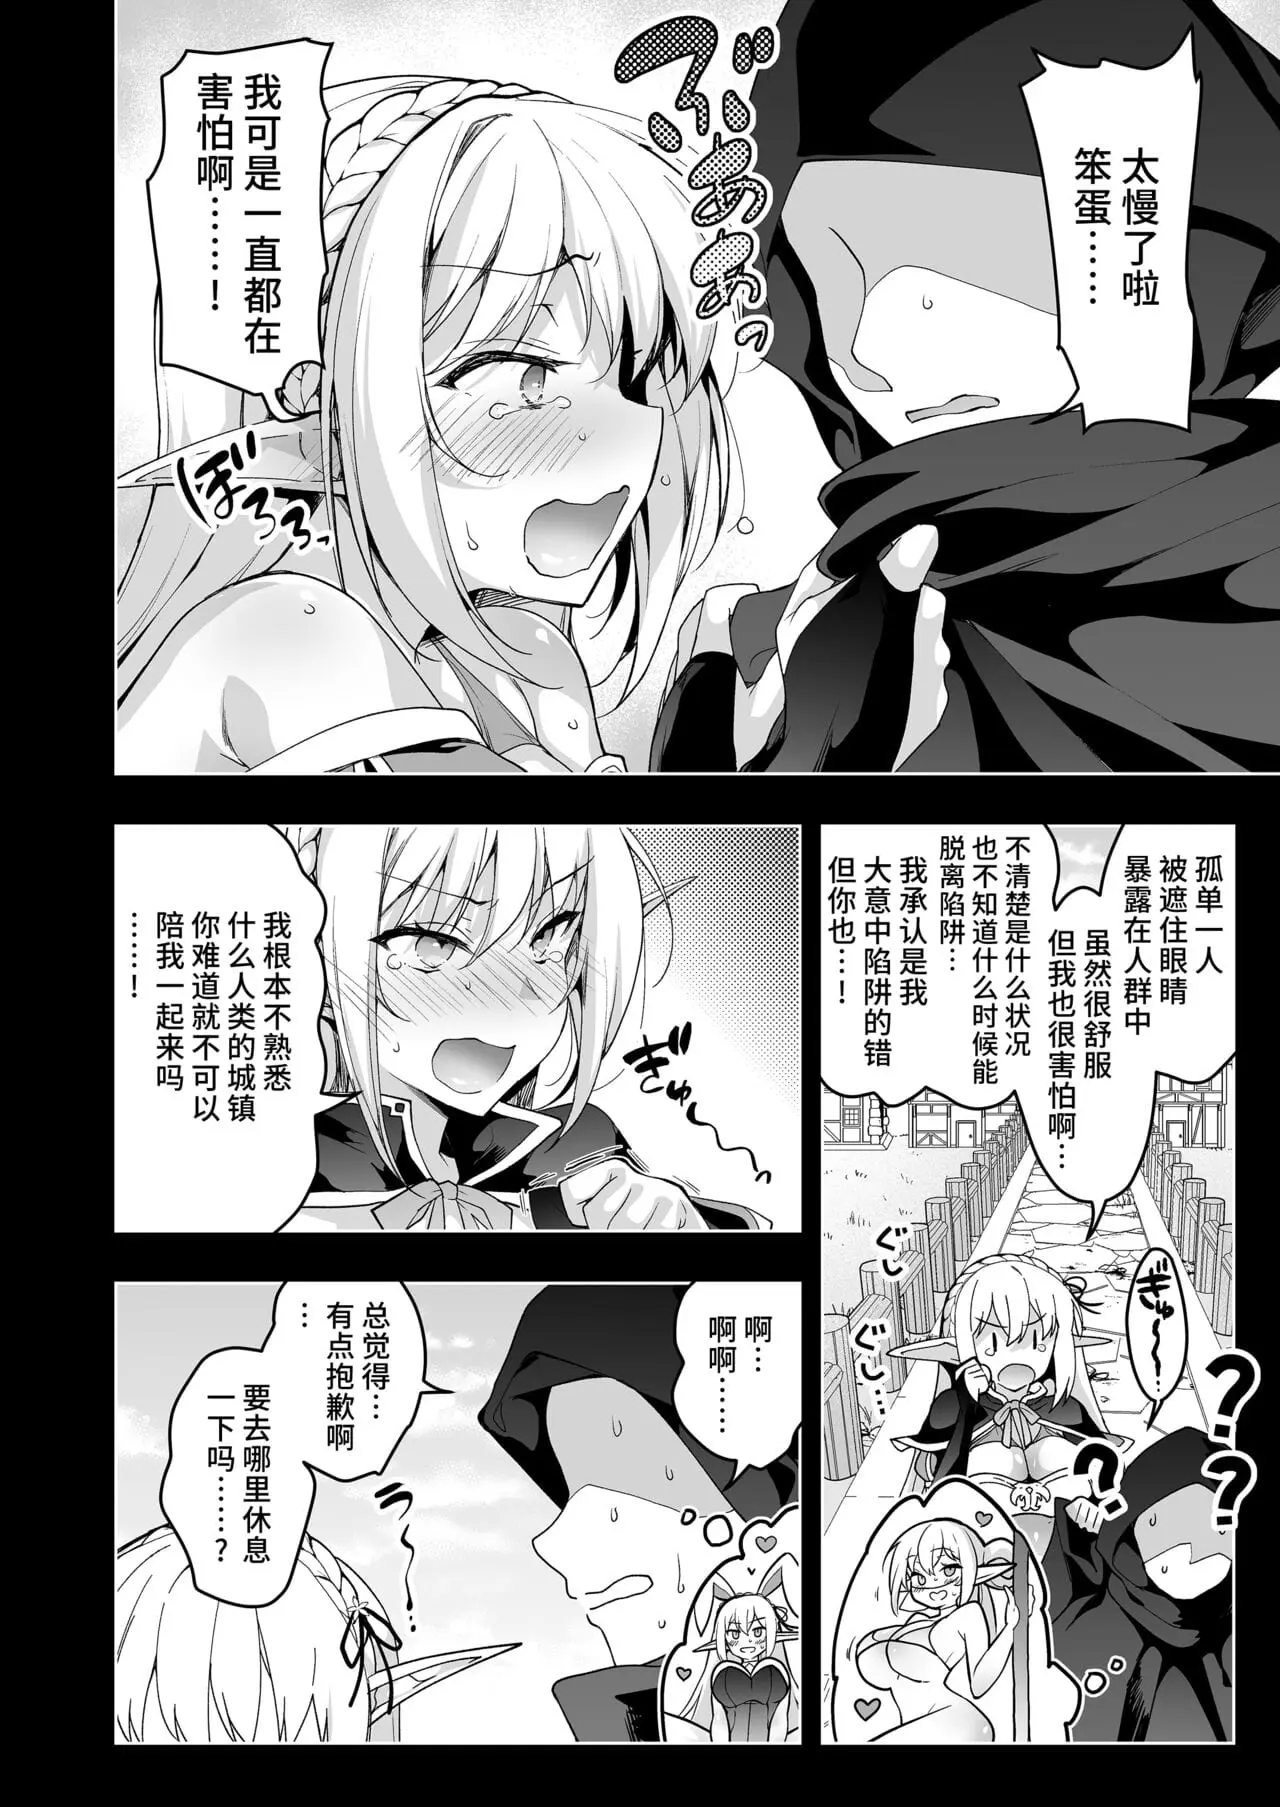 太慢了啦
笨蛋……
ぶ
ああああっ
我可是一直都在
害怕啊……！
ぼろろっ
孤单一人
被遮住眼睛
暴露在人群中
虽然很舒服
但我也很害怕啊…
不清楚是什么状况
也不知道什么时候能
脱离陷阱…
我承认是我
大意中陷阱的错
但你也…！
ぐし
ぐし…
ぎゅ～～っ
？？？
？？
我根本不熟悉
什么人类的城镇
你难道就不可以
陪我一起来吗
……！
ぎゅ～～っ
啊…
啊啊……
总觉得…
有点抱歉啊
…
要去哪里休息
一下吗……？